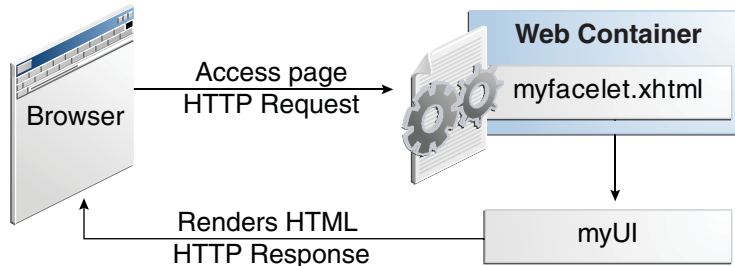 Web Container
myfacelet.xhtml
Access page
HTTP Request
Browser
myUI
Renders HTML
HTTP Response